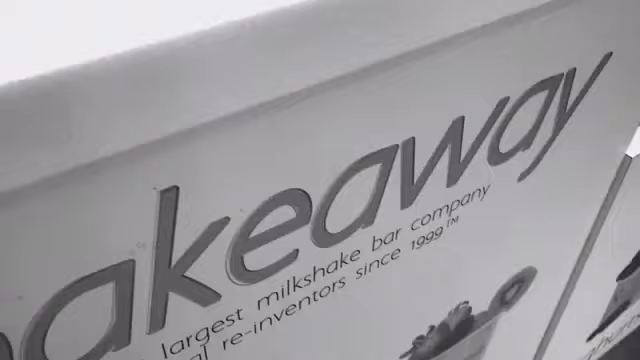 akeaway
largest milkshake bar company
re-inventors since 1999™